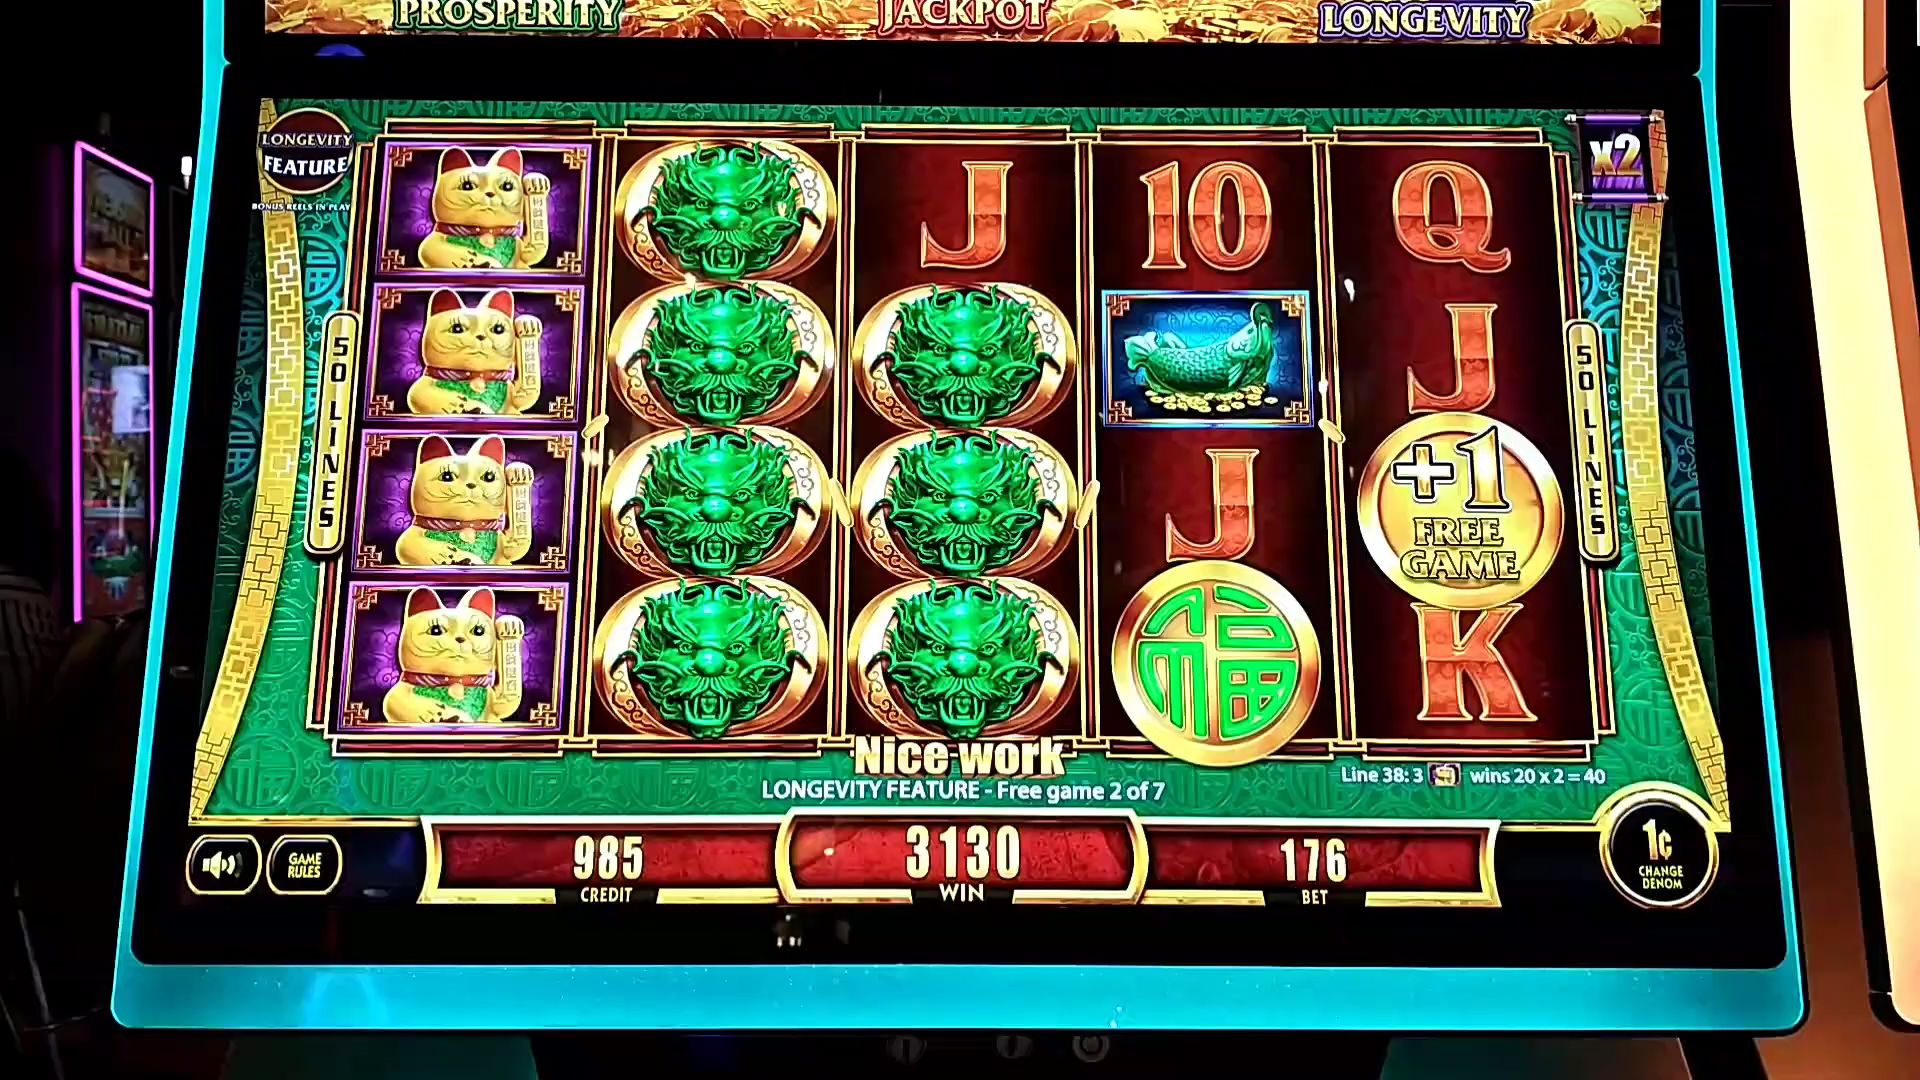 PROSPERITY
JACKPOT
LONGEVITY
LONGEVITY
FEATURE
BONUS REELS IN PLAY
x2
J
10
Q
J
J
K
+1
FREE
GAME
福
50 LINES
50 LINES
Nice work
LONGEVITY FEATURE - Free game 2 of 7
Line 38: 3 wins 20 x 2 = 40
GAME
RULES
985
CREDIT
3130
WIN
176
BET
1¢
CHANGE
DENOM